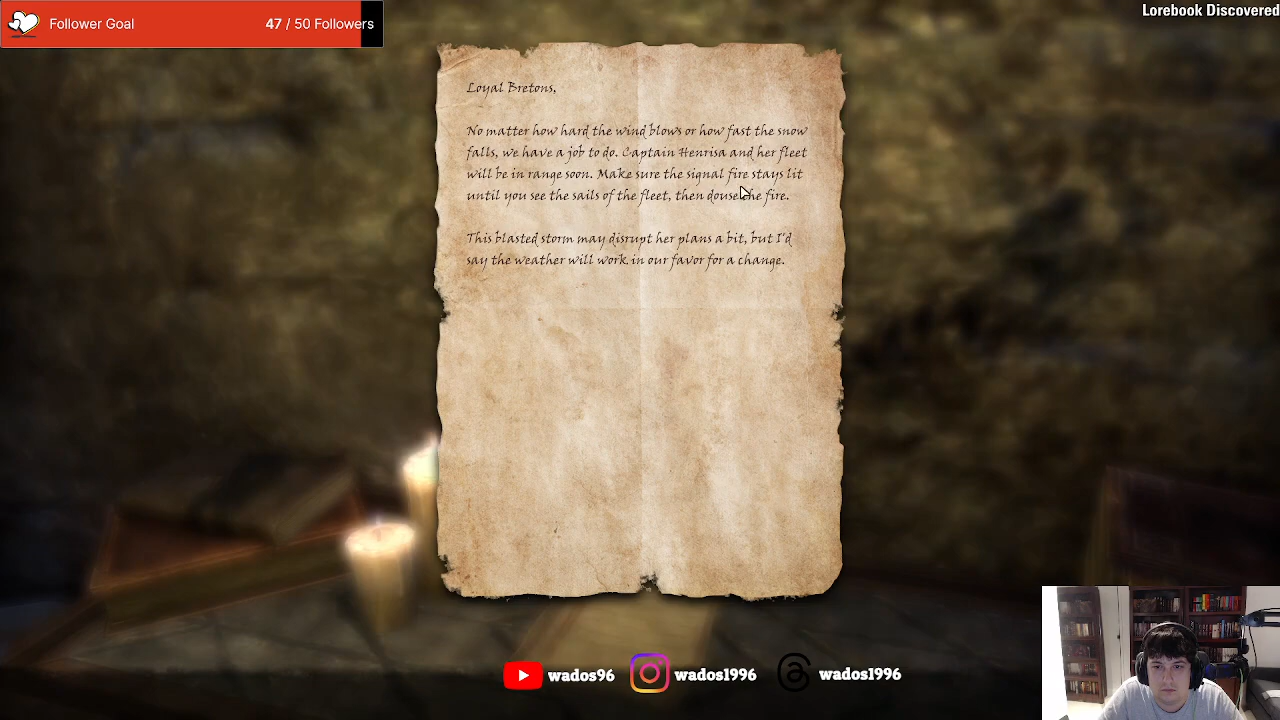 Follower Goal
47 / 50 Followers
Lorebook Discovered
Loyal Bretons,
No matter how hard the wind blows or how fast the snow
falls, we have a job to do. Captain Henrisa and her fleet
will be in range soon. Make sure the signal fire stays lit
until you see the sails of the fleet, then douse the fire.
This blasted storm may disrupt her plans a bit, but I'd
say the weather will work in our favor for a change.
wados96
wados1996
wados1996